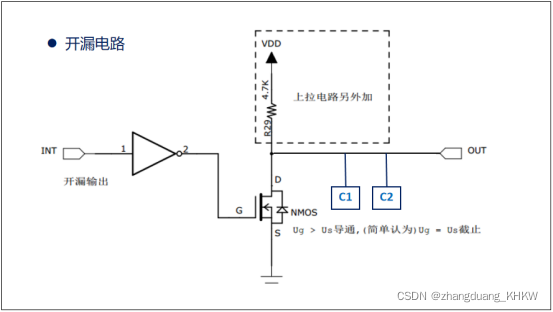 ● 开漏电路
VDD
4.7K
R29
上拉电路另外加
INT
1
2
OUT
开漏输出
D
C1
C2
G
NMOS
S
Ug > Us导通,(简单认为)Ug = Us截止
CSDN @zhangduang_KHKW